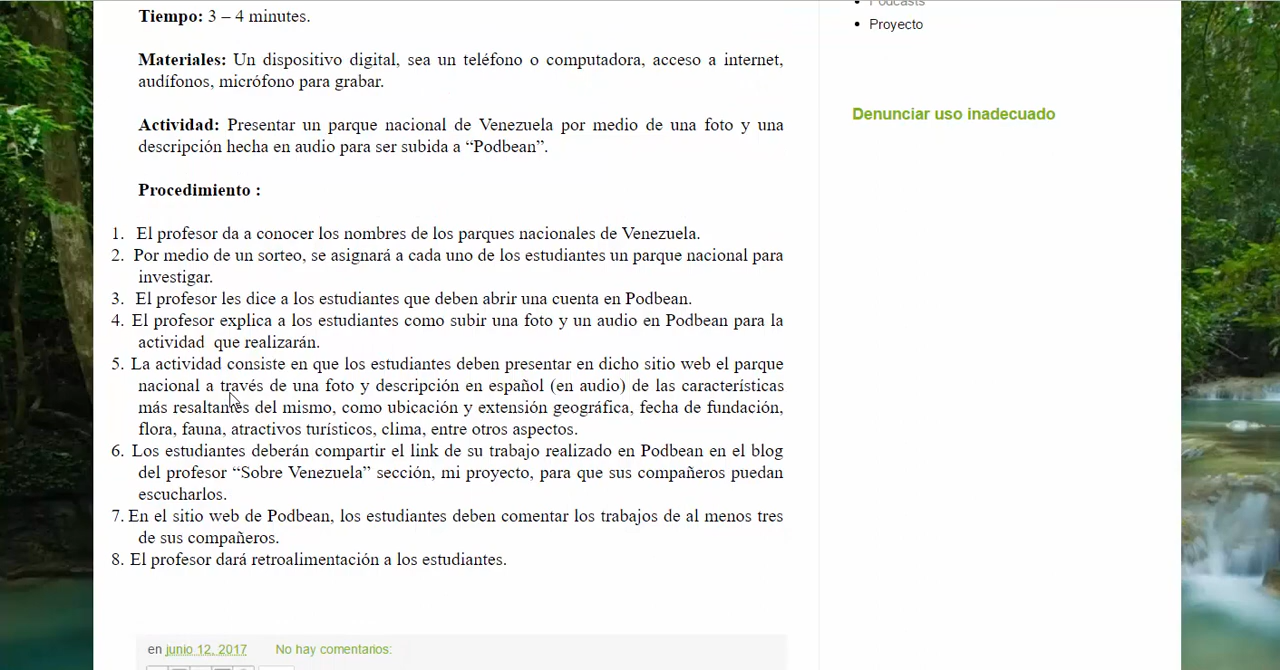 Tiempo: 3 – 4 minutes.
Materiales: Un dispositivo digital, sea un teléfono o computadora, acceso a internet,
audífonos, micrófono para grabar.
Actividad: Presentar un parque nacional de Venezuela por medio de una foto y una
descripción hecha en audio para ser subida a “Podbean”.
Procedimiento :
1. El profesor da a conocer los nombres de los parques nacionales de Venezuela.
2. Por medio de un sorteo, se asignará a cada uno de los estudiantes un parque nacional para
investigar.
3. El profesor les dice a los estudiantes que deben abrir una cuenta en Podbean.
4. El profesor explica a los estudiantes como subir una foto y un audio en Podbean para la
actividad que realizarán.
5. La actividad consiste en que los estudiantes deben presentar en dicho sitio web el parque
nacional a través de una foto y descripción en español (en audio) de las características
más resaltantes del mismo, como ubicación y extensión geográfica, fecha de fundación,
flora, fauna, atractivos turísticos, clima, entre otros aspectos.
6. Los estudiantes deberán compartir el link de su trabajo realizado en Podbean en el blog
del profesor “Sobre Venezuela” sección, mi proyecto, para que sus compañeros puedan
escucharlos.
7. En el sitio web de Podbean, los estudiantes deben comentar los trabajos de al menos tres
de sus compañeros.
8. El profesor dará retroalimentación a los estudiantes.
en junio 12, 2017 No hay comentarios:
Podcasts
Proyecto
Denunciar uso inadecuado